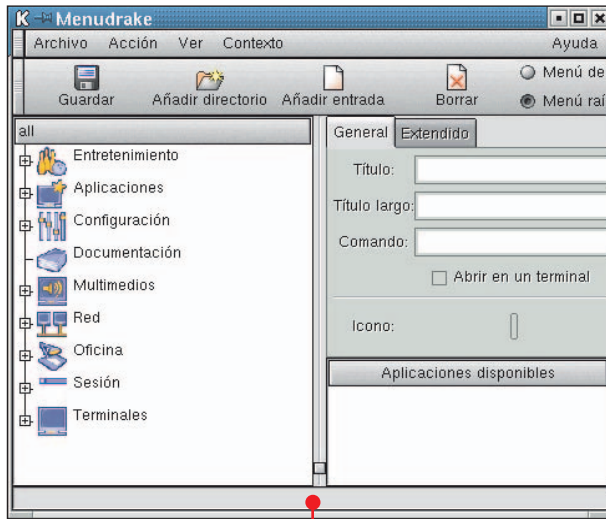 Menudrake
Archivo Acción Ver Contexto Ayuda
Guardar Añadir directorio Añadir entrada Borrar
Menú de
Menú raí
all
Entretenimiento
Aplicaciones
Configuración
Documentación
Multimedios
Red
Oficina
Sesión
Terminales
General Extendido
Título:
Título largo:
Comando:
Abrir en un terminal
Icono:
Aplicaciones disponibles